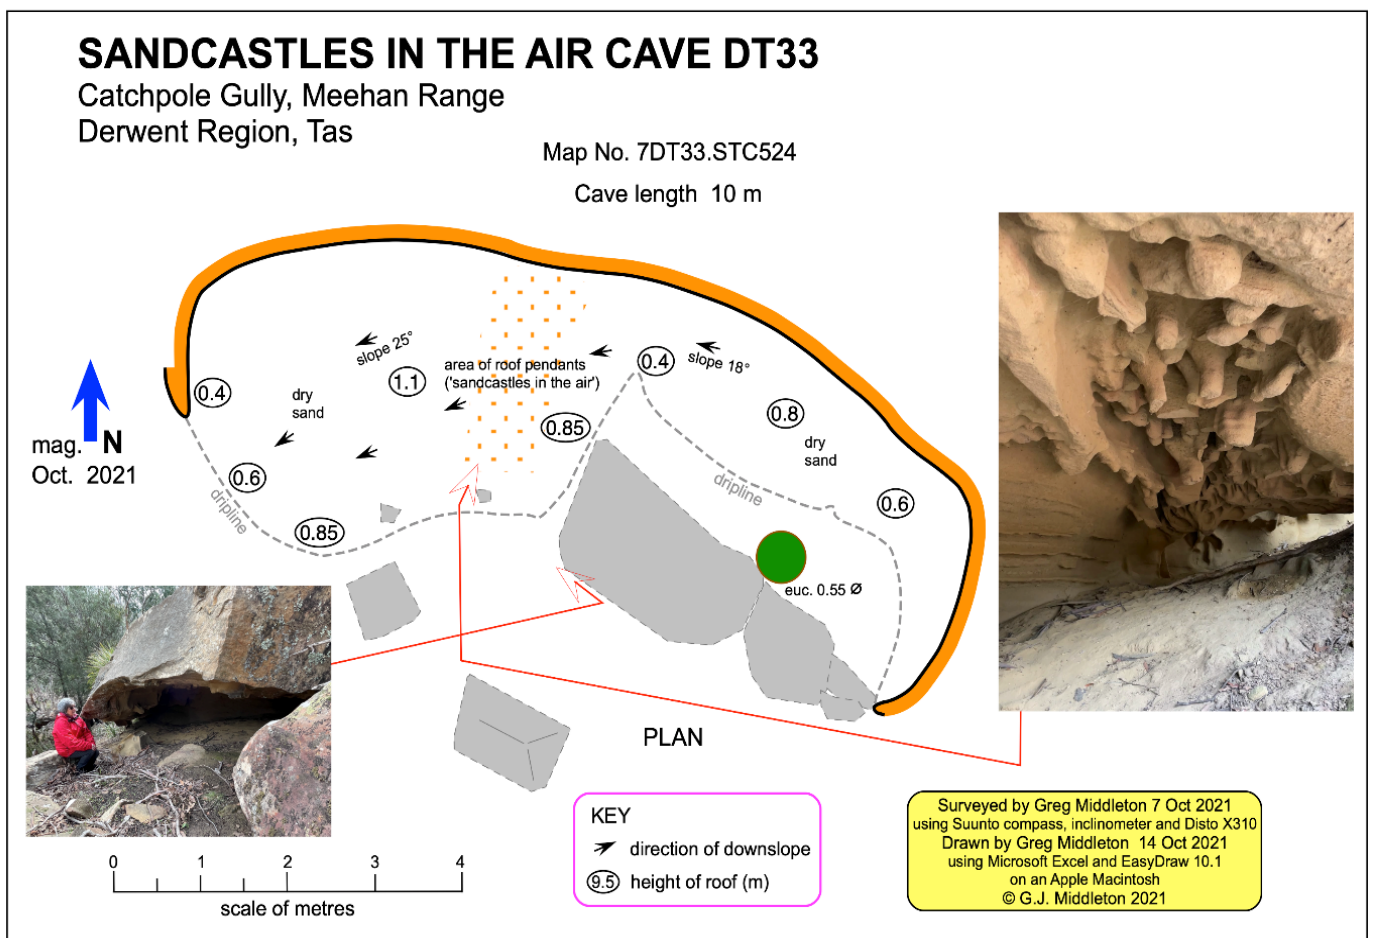 SANDCASTLES IN THE AIR CAVE DT33
Catchpole Gully, Meehan Range
Derwent Region, Tas
Map No. 7DT33.STC524
Cave length 10 m
slope 25°
area of roof pendants
('sandcastles in the air')
0.4
slope 18°
1.1
0.4
dry
sand
0.8
0.85
dry
sand
mag. N
Oct. 2021
0.6
dripline
dripline
0.6
0.85
euc. 0.55 Ø
PLAN
KEY
direction of downslope
9.5 height of roof (m)
Surveyed by Greg Middleton 7 Oct 2021
using Suunto compass, inclinometer and Disto X310
Drawn by Greg Middleton 14 Oct 2021
using Microsoft Excel and EasyDraw 10.1
on an Apple Macintosh
© G.J. Middleton 2021
0 1 2 3 4
scale of metres